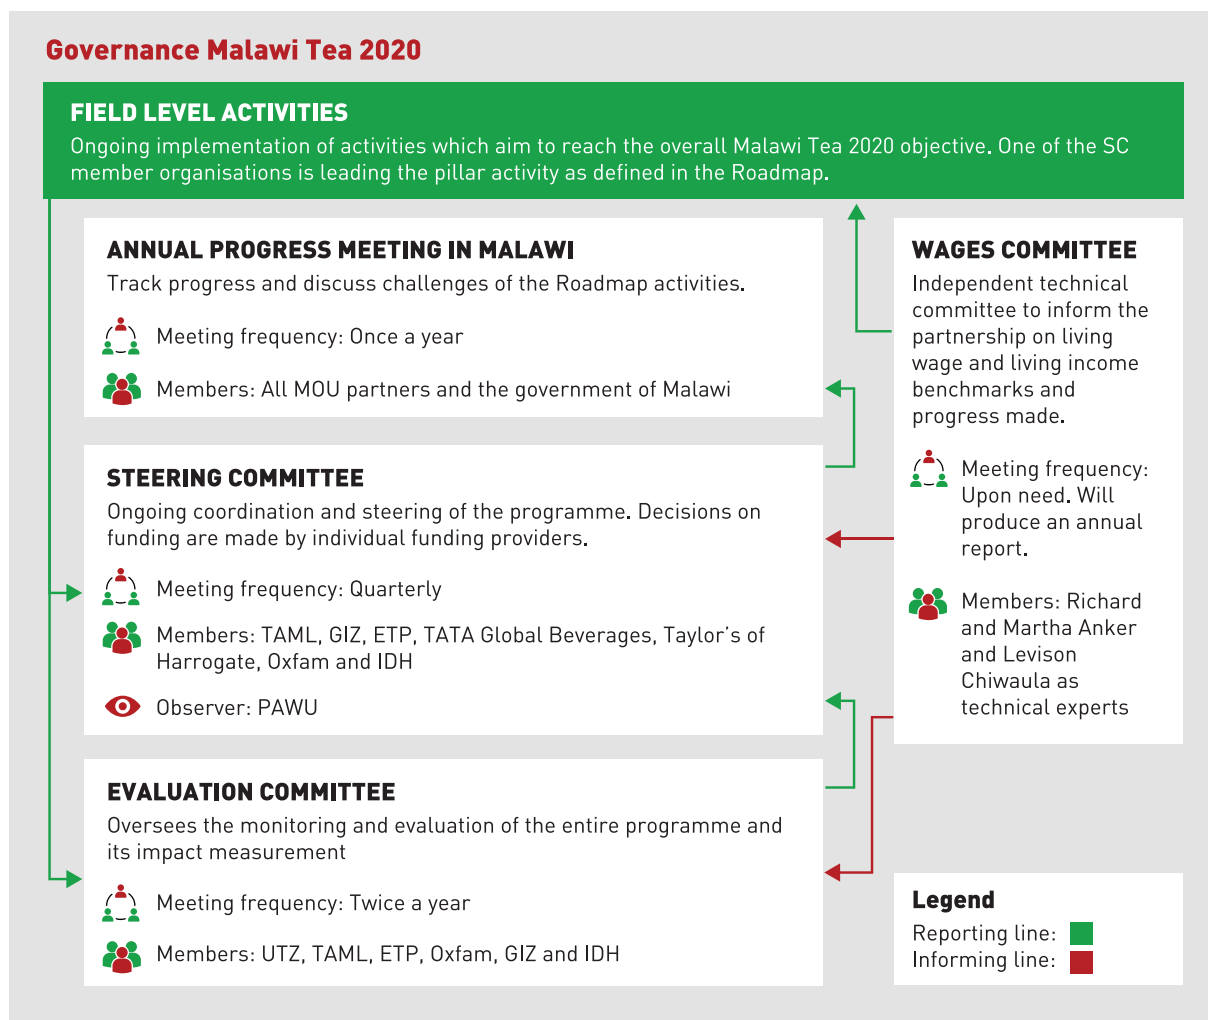 Governance Malawi Tea 2020
FIELD LEVEL ACTIVITIES
Ongoing implementation of activities which aim to reach the overall Malawi Tea 2020 objective. One of the SC
member organisations is leading the pillar activity as defined in the Roadmap.
ANNUAL PROGRESS MEETING IN MALAWI
Track progress and discuss challenges of the Roadmap activities.
Meeting frequency: Once a year
Members: All MOU partners and the government of Malawi
STEERING COMMITTEE
Ongoing coordination and steering of the programme. Decisions on
funding are made by individual funding providers.
Meeting frequency: Quarterly
Members: TAML, GIZ, ETP, TATA Global Beverages, Taylor's of
Harrogate, Oxfam and IDH
Observer: PAWU
EVALUATION COMMITTEE
Oversees the monitoring and evaluation of the entire programme and
its impact measurement
Meeting frequency: Twice a year
Members: UTZ, TAML, ETP, Oxfam, GIZ and IDH
WAGES COMMITTEE
Independent technical
committee to inform the
partnership on living
wage and living income
benchmarks and
progress made.
Meeting frequency:
Upon need. Will
produce an annual
report.
Members: Richard
and Martha Anker
and Levison
Chiwaula as
technical experts
Legend
Reporting line:
Informing line: